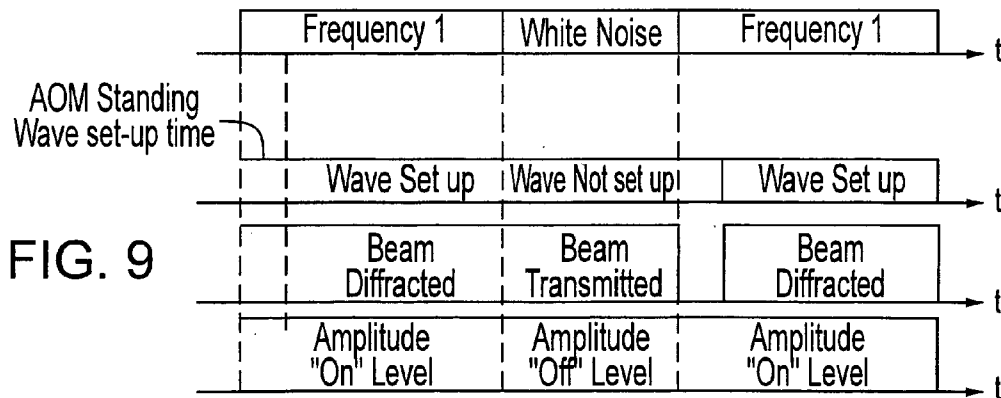 Frequency 1 White Noise Frequency 1
t
AOM Standing
Wave set-up time
Wave Set up Wave Not set up Wave Set up
t
FIG. 9
Beam Beam Beam
Diffracted Transmitted Diffracted
t
Amplitude Amplitude Amplitude
"On" Level "Off" Level "On" Level
t